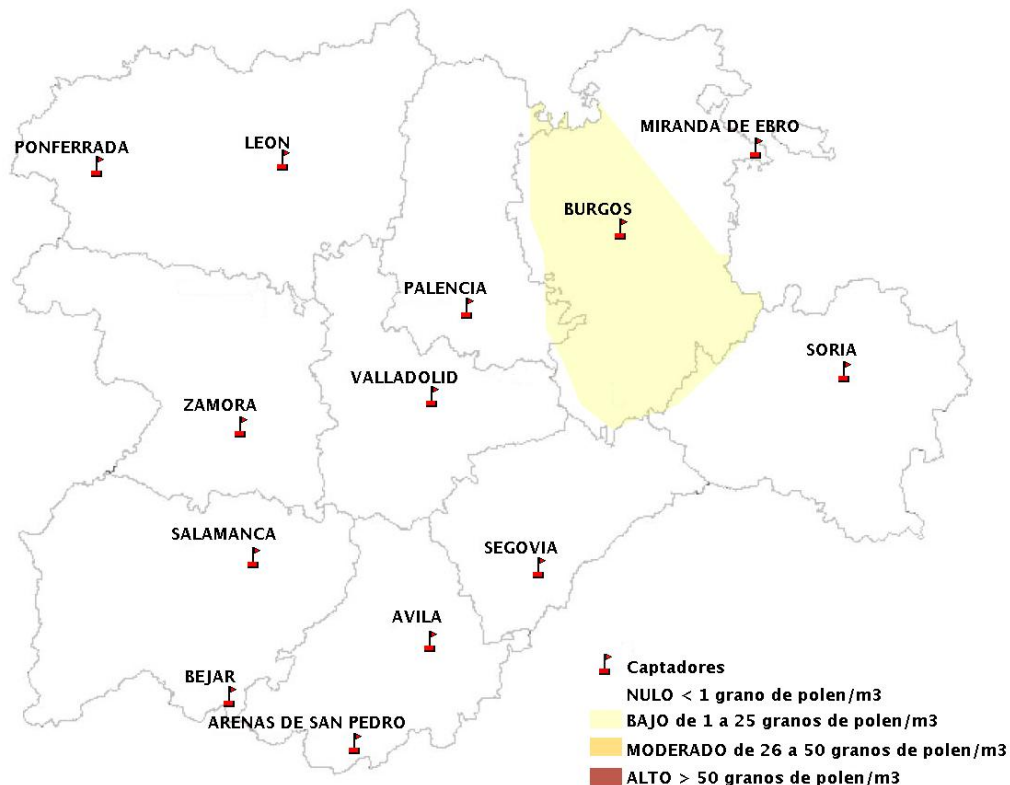 MIRANDA DE EBRO
PONFERRADA
LEON
BURGOS
PALENCIA
SORIA
VALLADOLID
ZAMORA
SALAMANCA
SEGOVIA
AVILA
BEJAR
ARENAS DE SAN PEDRO
Captadores
NULO < 1 grano de polen/m3
BAJO de 1 a 25 granos de polen/m3
MODERADO de 26 a 50 granos de polen/m3
ALTO > 50 granos de polen/m3